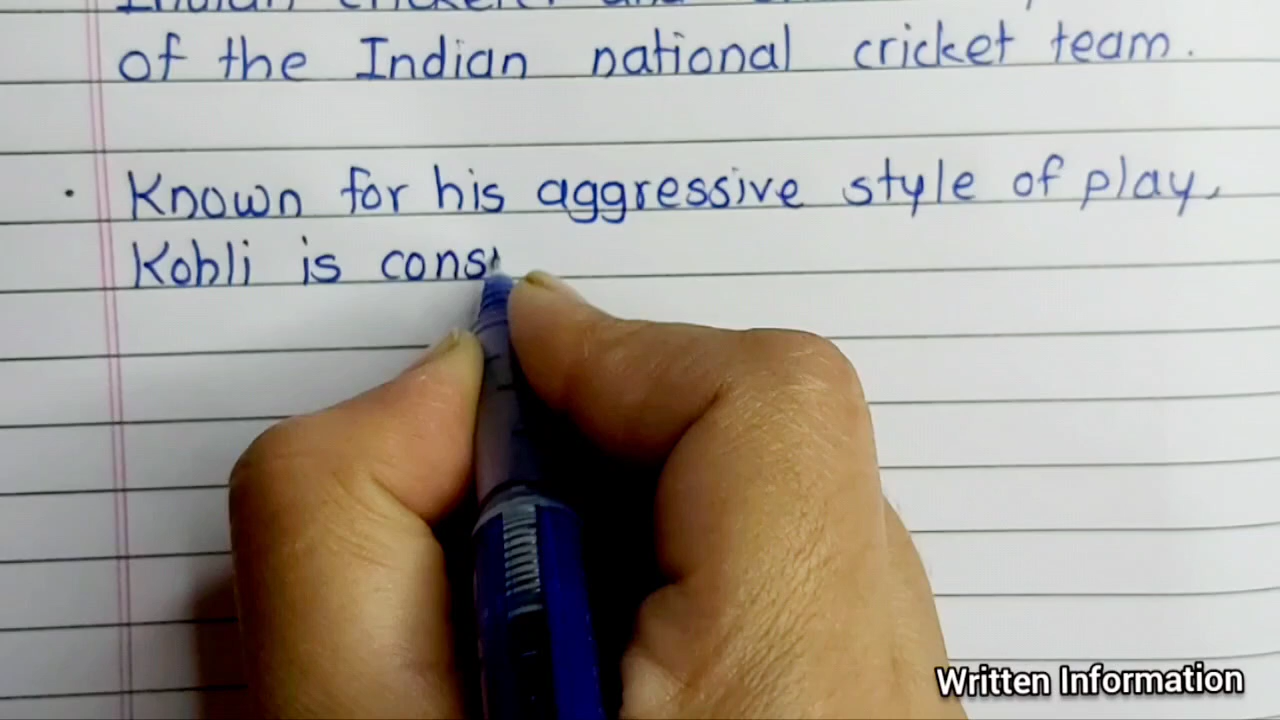 of the Indian national cricket team.
• Known for his aggressive style of play,
Kohli is cons
Written Information